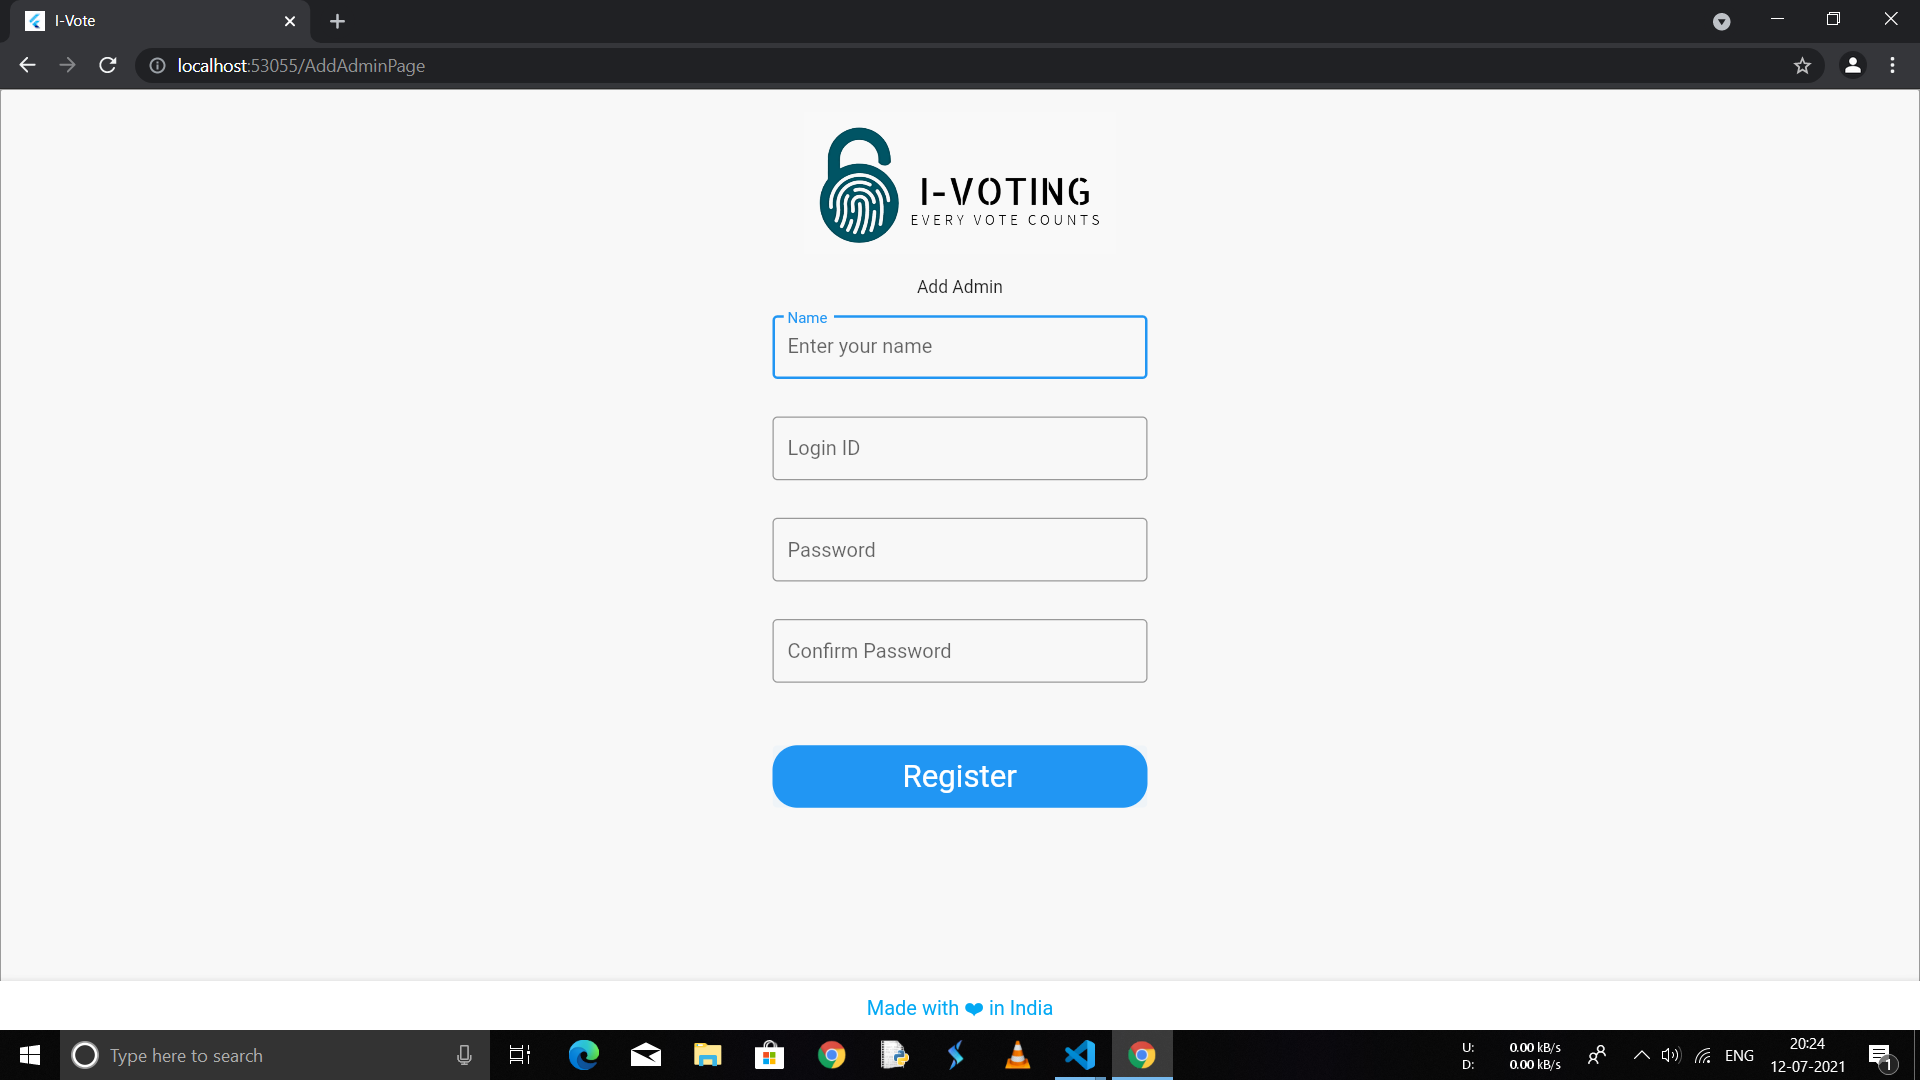 I-Vote
localhost:53055/AddAdminPage
I-VOTING
EVERY VOTE COUNTS
Add Admin
Name
Enter your name
Login ID
Password
Confirm Password
Register
Made with ❤ in India
Type here to search
U: 0.00 kB/s
D: 0.00 kB/s
ENG
20:24
12-07-2021
1